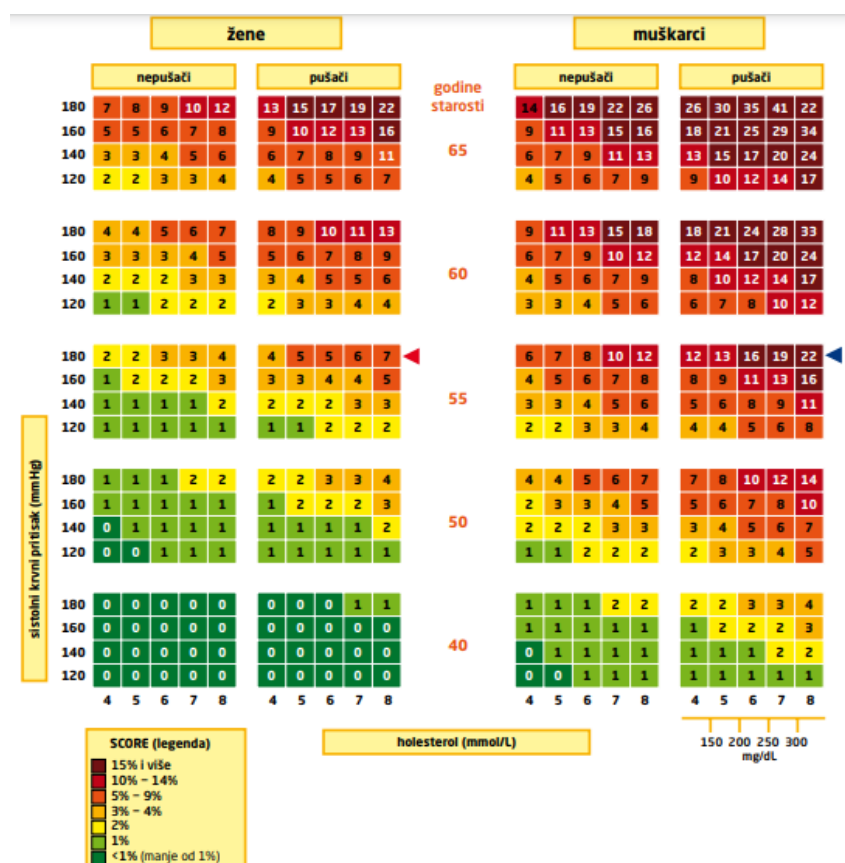 žene muškarci
nepušači pušači godine starosti nepušači pušači
180 7 8 9 10 12 13 15 17 19 22 14 16 19 22 26 26 30 35 41 22
160 5 5 6 7 8 9 10 12 13 16 9 11 13 15 16 18 21 25 29 34
140 3 3 4 5 6 6 7 8 9 11 65 6 7 9 11 13 13 15 17 20 24
120 2 2 3 3 4 4 5 5 6 7 4 5 6 7 9 9 10 12 14 17
180 4 4 5 6 7 8 9 10 11 13 9 11 13 15 18 18 21 24 28 33
160 3 3 3 4 5 5 6 7 8 9 60 6 7 9 10 12 12 14 17 20 24
140 2 2 2 3 3 3 4 5 5 6 4 5 6 7 9 8 10 12 14 17
120 1 1 2 2 2 2 3 3 4 4 3 3 4 5 6 6 7 8 10 12
180 2 2 3 3 4 4 5 5 6 7 6 7 8 10 12 12 13 16 19 22
160 1 2 2 2 3 3 3 4 4 5 4 5 6 7 8 8 9 11 13 16
140 1 1 1 1 2 2 2 2 3 3 55 3 3 4 5 6 5 6 8 9 11
120 1 1 1 1 1 1 1 2 2 2 2 2 3 3 4 4 4 5 6 8
180 1 1 1 2 2 2 2 3 3 4 4 4 5 6 7 7 8 10 12 14
160 1 1 1 1 1 1 2 2 2 3 2 3 3 4 5 5 6 7 8 10
140 0 1 1 1 1 1 1 1 1 2 50 2 2 2 3 3 3 4 5 6 7
120 0 0 1 1 1 1 1 1 1 1 1 1 2 2 2 2 3 3 4 5
180 0 0 0 0 0 0 0 0 1 1 1 1 1 2 2 2 2 3 3 4
160 0 0 0 0 0 0 0 0 0 0 1 1 1 1 1 1 2 2 2 3
140 0 0 0 0 0 0 0 0 0 0 40 0 1 1 1 1 1 1 1 2 2
120 0 0 0 0 0 0 0 0 0 0 0 0 1 1 1 1 1 1 1 1
4 5 6 7 8 4 5 6 7 8 4 5 6 7 8 4 5 6 7 8
sistolni krvni pritisak (mmHg)
holesterol (mmol/L)
150 200 250 300
mg/dL
SCORE (legenda)
15% i više
10% – 14%
5% – 9%
3% – 4%
2%
1%
<1% (manje od 1%)